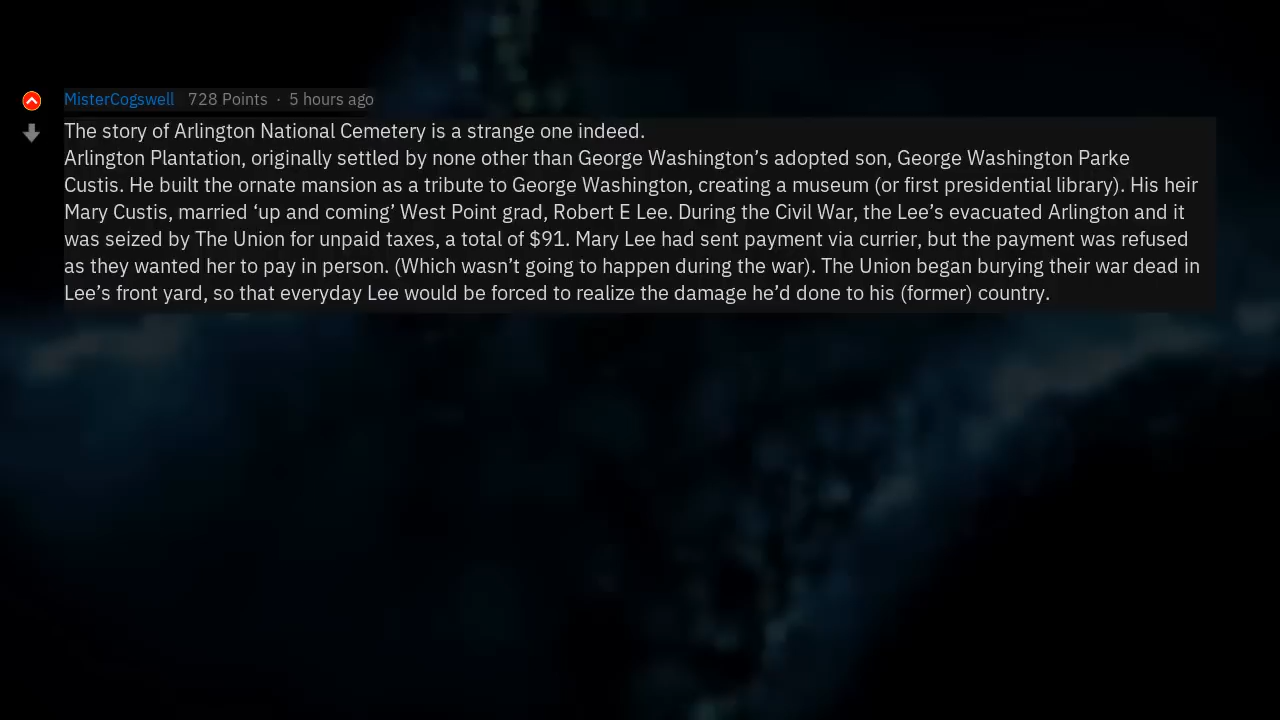 MisterCogswell 728 Points · 5 hours ago
The story of Arlington National Cemetery is a strange one indeed.
Arlington Plantation, originally settled by none other than George Washington’s adopted son, George Washington Parke
Custis. He built the ornate mansion as a tribute to George Washington, creating a museum (or first presidential library). His heir
Mary Custis, married ‘up and coming’ West Point grad, Robert E Lee. During the Civil War, the Lee’s evacuated Arlington and it
was seized by The Union for unpaid taxes, a total of $91. Mary Lee had sent payment via currier, but the payment was refused
as they wanted her to pay in person. (Which wasn’t going to happen during the war). The Union began burying their war dead in
Lee’s front yard, so that everyday Lee would be forced to realize the damage he’d done to his (former) country.